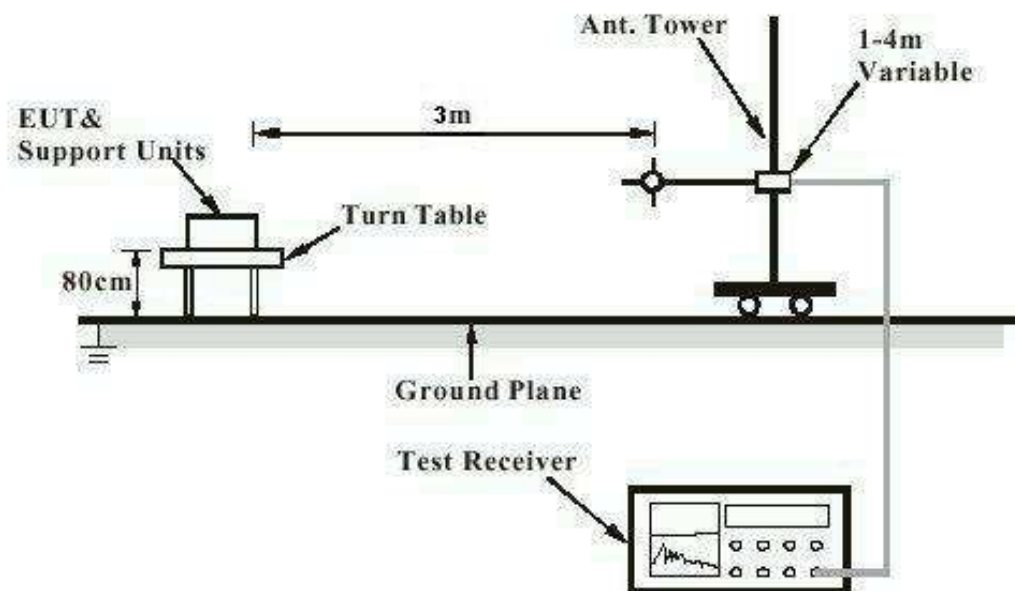 Ant. Tower
1-4m
Variable
EUT&
Support Units
3m
Turn Table
80cm
Ground Plane
Test Receiver